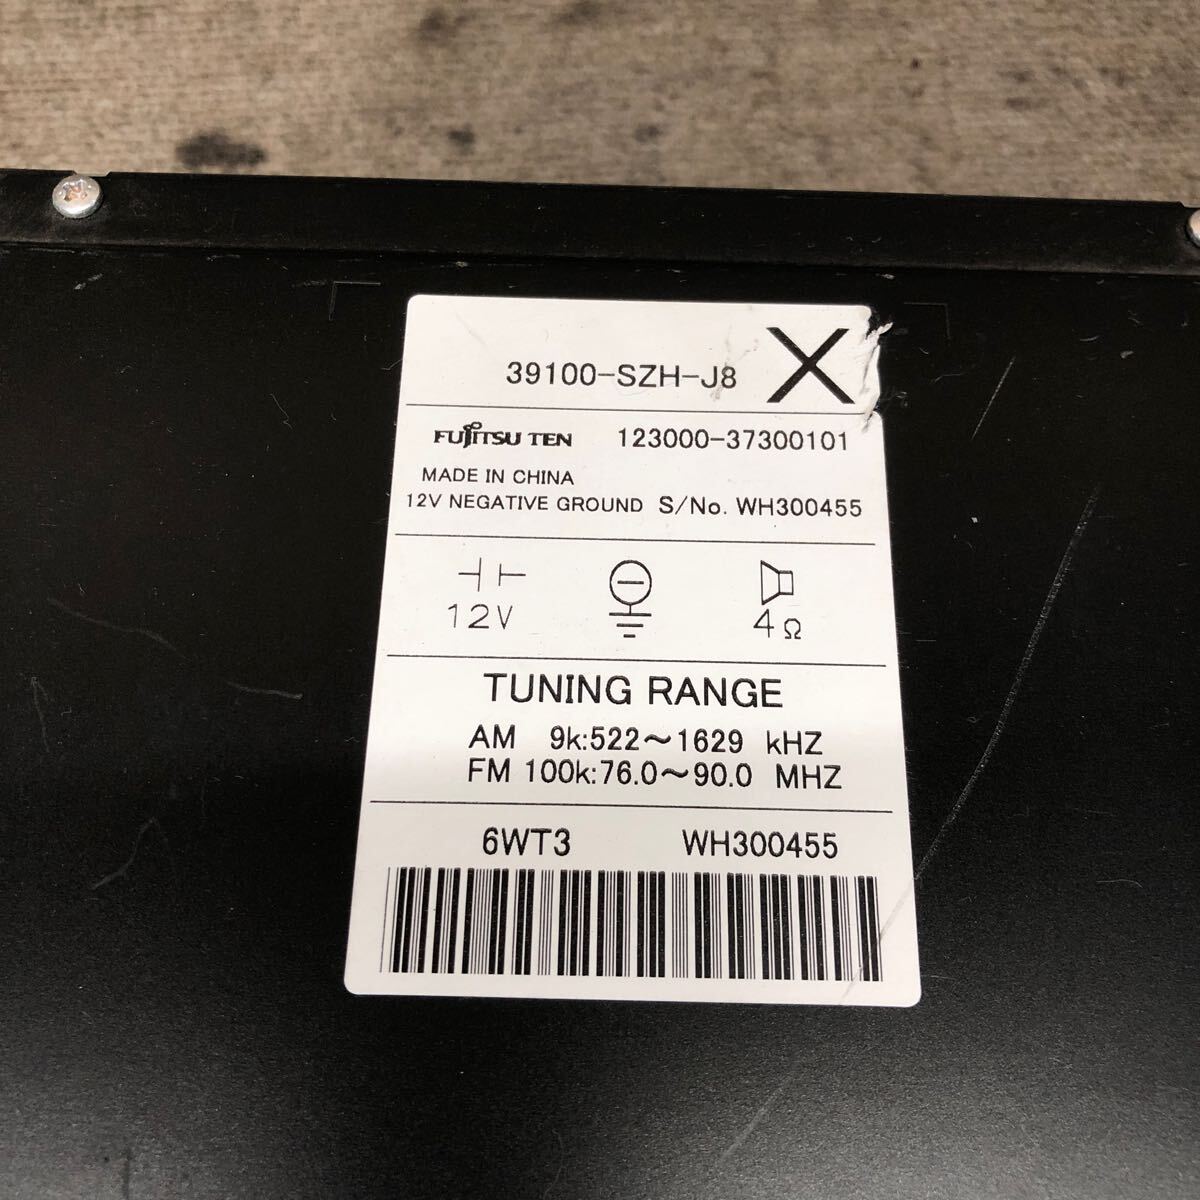 39100-SZH-J8 X
FUJITSU TEN 123000-37300101
MADE IN CHINA
12V NEGATIVE GROUND S/No. WH300455
12V 4Ω
TUNING RANGE
AM 9k:522～1629 kHZ
FM 100k:76.0～90.0 MHZ
6WT3 WH300455